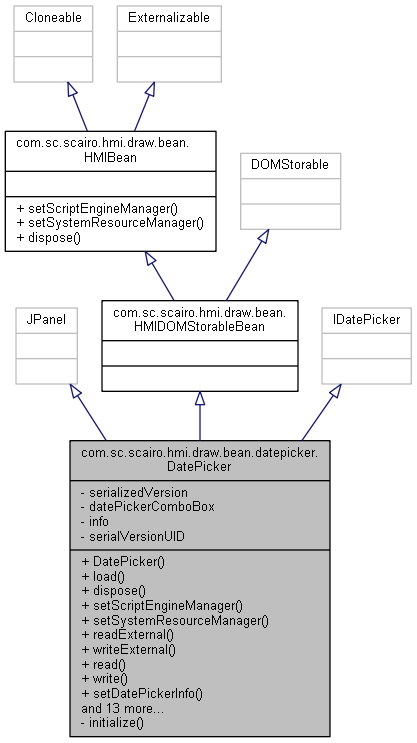 Cloneable
Externalizable
com.sc.scairo.hmi.draw.bean.
HMIBean
+ setScriptEngineManager()
+ setSystemResourceManager()
+ dispose()
DOMStorable
com.sc.scairo.hmi.draw.bean.
HMIDOMStorableBean
JPanel
IDatePicker
com.sc.scairo.hmi.draw.bean.datepicker.
DatePicker
- serializedVersion
- datePickerComboBox
- info
- serialVersionUID
+ DatePicker()
+ load()
+ dispose()
+ setScriptEngineManager()
+ setSystemResourceManager()
+ readExternal()
+ writeExternal()
+ read()
+ write()
+ setDatePickerInfo()
and 13 more...
- initialize()